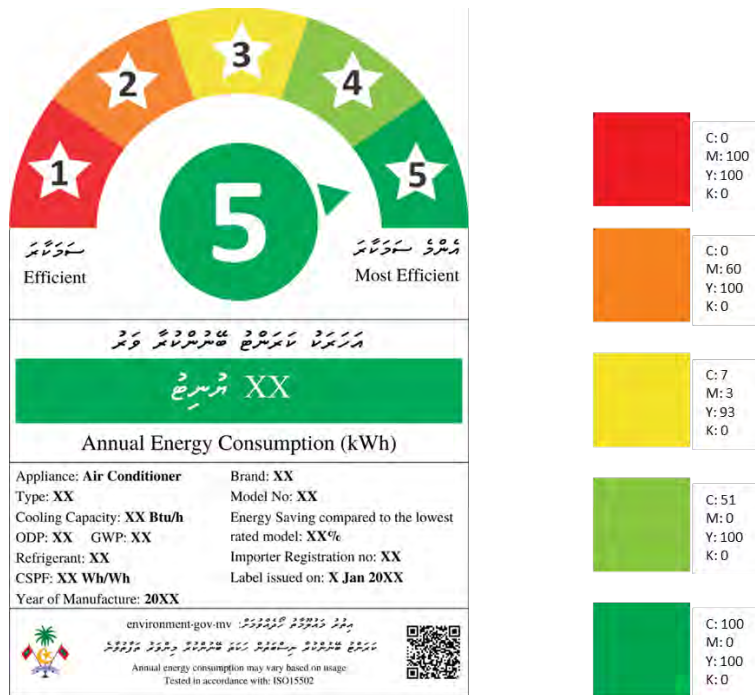 1
2
3
4
5
5
ސަމަކާރަ
Efficient
އެންމެ ސަމަކާރަ
Most Efficient
އަހަރަކު ކަރަންޓު ބޭނުންކުރާ ވަރު
XX ޔުނިޓު
Annual Energy Consumption (kWh)
Appliance: Air Conditioner
Type: XX
Cooling Capacity: XX Btu/h
ODP: XX GWP: XX
Refrigerant: XX
CSPF: XX Wh/Wh
Year of Manufacture: 20XX
Brand: XX
Model No: XX
Energy Saving compared to the lowest
rated model: XX%
Importer Registration no: XX
Label issued on: X Jan 20XX
އިތުރު މަޢުލޫމާތު ހޯދެއްވުމަށް: environment-gov-mv
ކަރަންޓު ބޭނުންކުރާ ނިސްބަތުން ހަކަތަ ބޭނުންކުރާ މިންވަރު ތަފާތުވާނެ
Annual energy consumption may vary based on usage
Tested in accordance with: ISO15502
C: 0
M: 100
Y: 100
K: 0
C: 0
M: 60
Y: 100
K: 0
C: 7
M: 3
Y: 93
K: 0
C: 51
M: 0
Y: 100
K: 0
C: 100
M: 0
Y: 100
K: 0